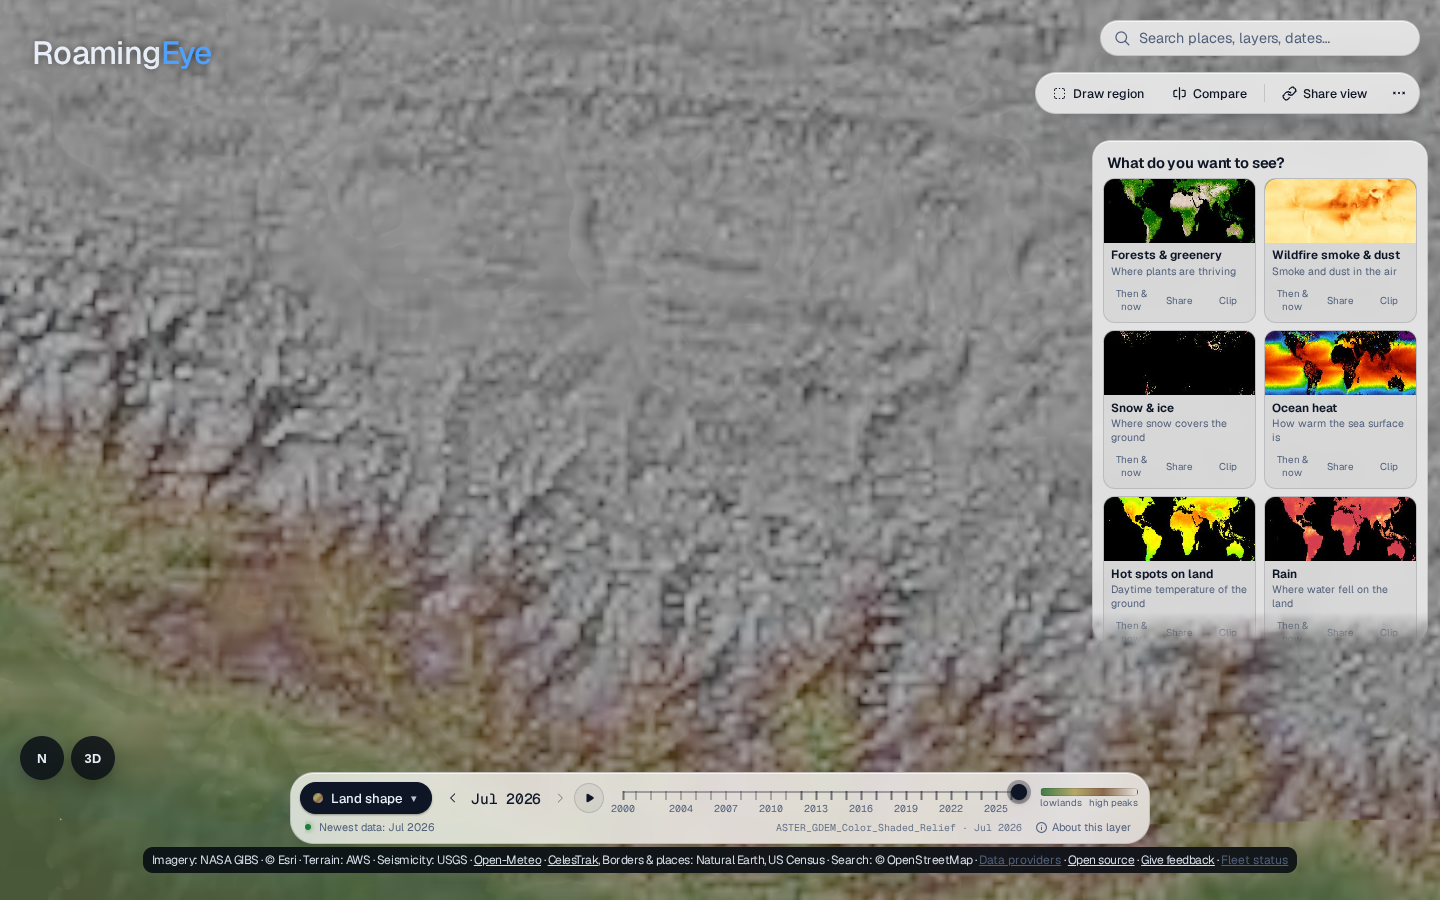 RoamingEye
Search places, layers, dates...
Draw region
Compare
Share view
What do you want to see?
Forests & greenery
Where plants are thriving
Then & now
Share
Clip
Wildfire smoke & dust
Smoke and dust in the air
Then & now
Share
Clip
Snow & ice
Where snow covers the ground
Then & now
Share
Clip
Ocean heat
How warm the sea surface is
Then & now
Share
Clip
Hot spots on land
Daytime temperature of the ground
Then &
Share
Clip
Rain
Where water fell on the land
Then &
Share
Clip
N
3D
Land shape
Jul 2026
2000 2004 2007 2010 2013 2016 2019 2022 2025
lowlands high peaks
Newest data: Jul 2026
ASTER_GDEM_Color_Shaded_Relief · Jul 2026
About this layer
Imagery: NASA GIBS · © Esri · Terrain: AWS · Seismicity: USGS · Open-Meteo · CelesTrak, Borders & places: Natural Earth, US Census · Search: © OpenStreetMap · Data providers · Open source · Give feedback · Fleet status